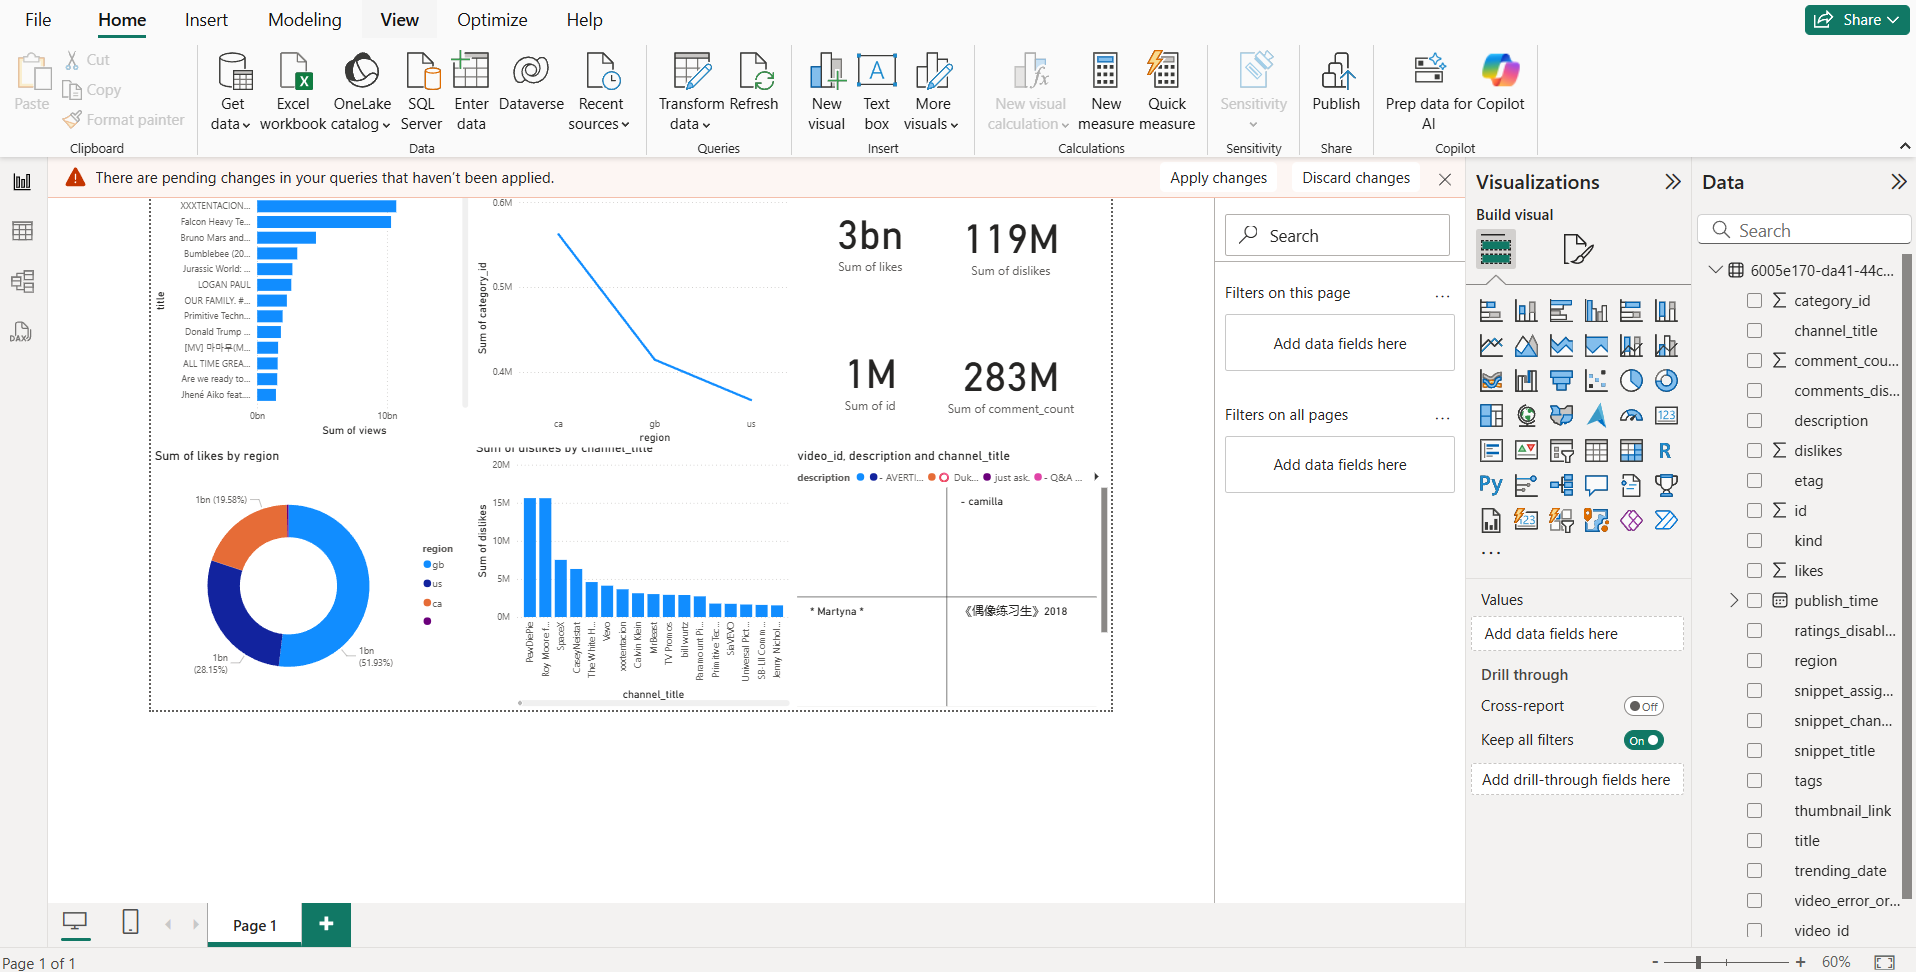 File Home Insert Modeling View Optimize Help Share
Paste Cut
Copy
Format painter
Clipboard
Get data
Excel workbook
OneLake catalog
SQL Server
Enter data
Dataverse
Recent sources
Data
Transform data
Refresh
Queries
New visual
Text box
More visuals
Insert
New visual calculation
New measure
Quick measure
Calculations
Sensitivity
Sensitivity
Publish
Share
Prep data for AI
Copilot
Copilot
There are pending changes in your queries that haven't been applied. Apply changes Discard changes
title
XXXTENTACION...
Falcon Heavy Te...
Bruno Mars and...
Bumblebee (20...
Jurassic World: ...
LOGAN PAUL
OUR FAMILY. #...
Primitive Techn...
Donald Trump ...
[MV] 마마무(M...
ALL TIME GREA...
Are we ready to...
Jhené Aiko feat....
0bn 10bn
Sum of views
Sum of category_id
0.6M
0.5M
0.4M
ca gb us
region
3bn
Sum of likes
119M
Sum of dislikes
1M
Sum of id
283M
Sum of comment_count
Sum of likes by region
1bn (19.58%)
1bn
(28.15%)
1bn
(51.93%)
region
gb
us
ca
Sum of dislikes by channel_title
Sum of dislikes
20M
15M
10M
5M
0M
PewDiePie
Roy Moore f...
SpaceX
CaseyNeistat
The White H...
Vevo
xxxtentacion
Calvin Klein
MrBeast
TV Promos
bill wurtz
Paramount Pi...
Primitive Tec...
SiaVEVO
Universal Pict...
SB- LII Comm...
Jenny Nichol...
channel_title
video_id, description and channel_title
description - AVERTI... Duk... just ask. - Q&A ...
- camilla
* Martyna *
《偶像练习生》2018
Search
Filters on this page ...
Add data fields here
Filters on all pages ...
Add data fields here
Visualizations
Build visual
123
R
Py
123
...
Values
Add data fields here
Drill through
Cross-report Off
Keep all filters On
Add drill-through fields here
Data
Search
6005e170-da41-44c...
category_id
channel_title
comment_cou...
comments_dis...
description
dislikes
etag
id
kind
likes
publish_time
ratings_disabl...
region
snippet_assig...
snippet_chan...
snippet_title
tags
thumbnail_link
title
trending_date
video_error_or...
video_id
DAX
Page 1 +
Page 1 of 1
- + 60%